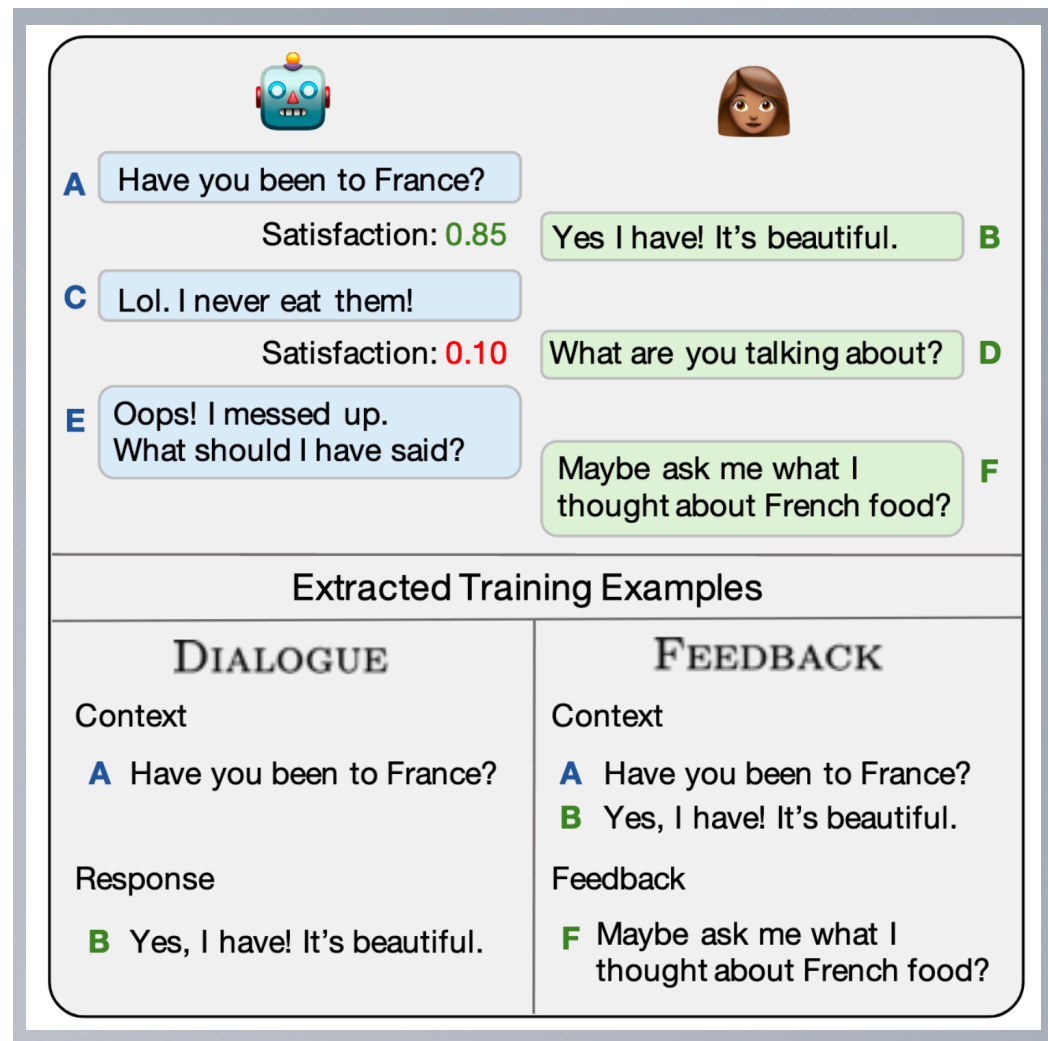 A Have you been to France?
Satisfaction: 0.85
Yes I have! It's beautiful. B
C Lol. I never eat them!
Satisfaction: 0.10
What are you talking about? D
E Oops! I messed up.
What should I have said?
Maybe ask me what I F
thought about French food?
Extracted Training Examples
DIALOGUE
Context
A Have you been to France?
Response
B Yes, I have! It's beautiful.
FEEDBACK
Context
A Have you been to France?
B Yes, I have! It's beautiful.
Feedback
F Maybe ask me what I
thought about French food?